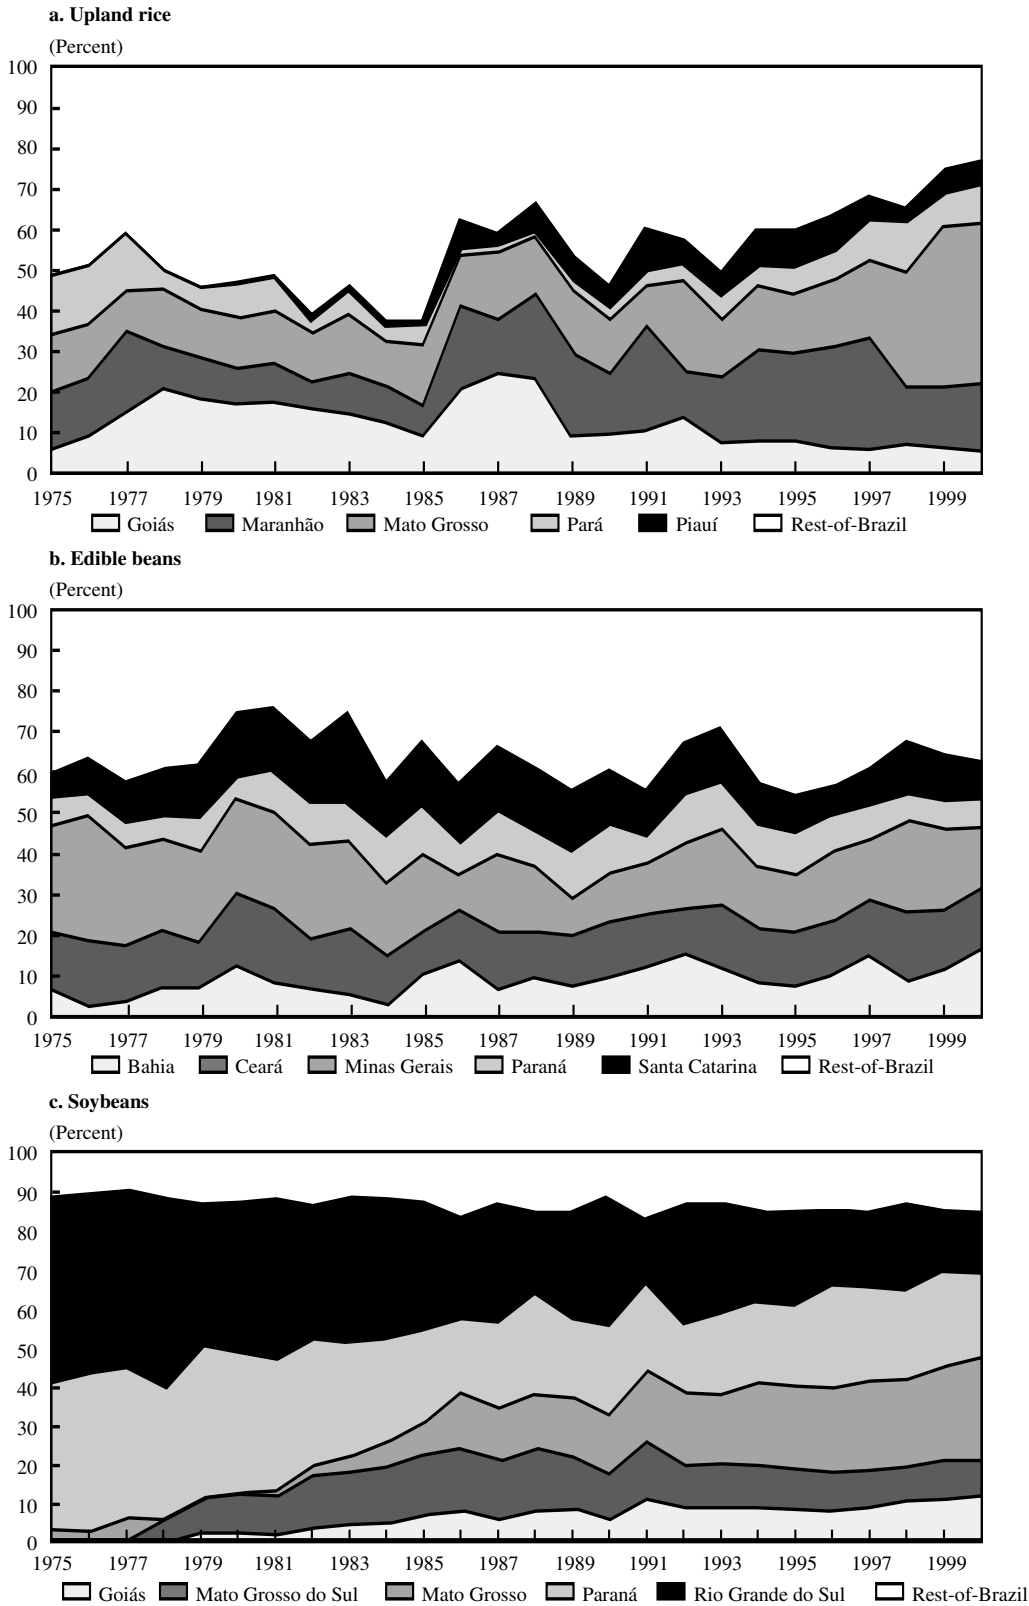 a. Upland rice
(Percent)
100
90
80
70
60
50
40
30
20
10
0
1975 1977 1979 1981 1983 1985 1987 1989 1991 1993 1995 1997 1999
Goiás Maranhão Mato Grosso Pará Piauí Rest-of-Brazil
b. Edible beans
(Percent)
100
90
80
70
60
50
40
30
20
10
0
1975 1977 1979 1981 1983 1985 1987 1989 1991 1993 1995 1997 1999
Bahia Ceará Minas Gerais Paraná Santa Catarina Rest-of-Brazil
c. Soybeans
(Percent)
100
90
80
70
60
50
40
30
20
10
0
1975 1977 1979 1981 1983 1985 1987 1989 1991 1993 1995 1997 1999
Goiás Mato Grosso do Sul Mato Grosso Paraná Rio Grande do Sul Rest-of-Brazil